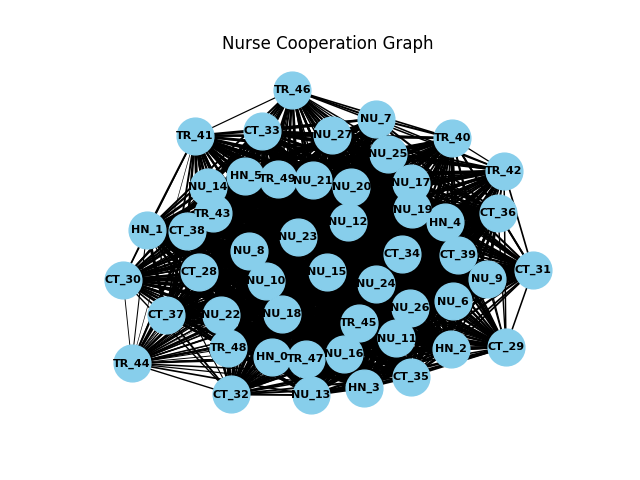 Nurse Cooperation Graph
TR_46
NU_7
CT_33
NU_27
TR_41
TR_40
NU_25
TR_42
HN_5
TR_49
NU_21
NU_20
NU_17
NU_14
NU_19
CT_36
TR_43
NU_12
HN_4
HN_1
CT_38
NU_23
NU_8
CT_34
CT_39
CT_31
CT_28
NU_15
NU_9
CT_30
NU_10
NU_24
NU_6
NU_26
CT_37
NU_22
NU_18
TR_45
NU_11
TR_48
HN_2
CT_29
NU_16
HN_0
TR_47
TR_44
CT_35
HN_3
CT_32
NU_13